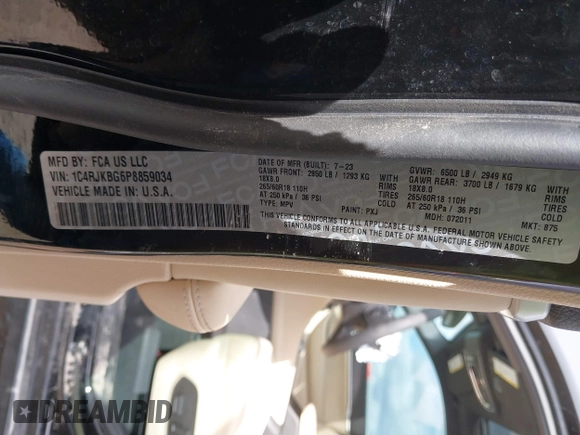 MFD BY: FCA US LLC
VIN: 1C4RJKBG6P8859034
VEHICLE MADE IN U.S.A.
DATE OF MFR (BUILT): 7-23
GAWR FRONT: 2850 LB / 1293 KG
18X8.0 RIMS
265/60R18 110H TIRES
AT 250 kPa / 36 PSI COLD
TYPE: MPV PAINT: PXJ
GVWR: 6500 LB / 2949 KG
GAWR REAR: 3700 LB / 1679 KG
18X8.0 RIMS
265/60R18 110H TIRES
AT 250 kPa / 36 PSI COLD
MDH: 072011 MKT: 875
THIS VEHICLE CONFORMS TO ALL APPLICABLE U.S.A. FEDERAL MOTOR VEHICLE SAFETY
STANDARDS IN EFFECT ON THE DATE OF MANUFACTURE SHOWN ABOVE.
DREAMBID